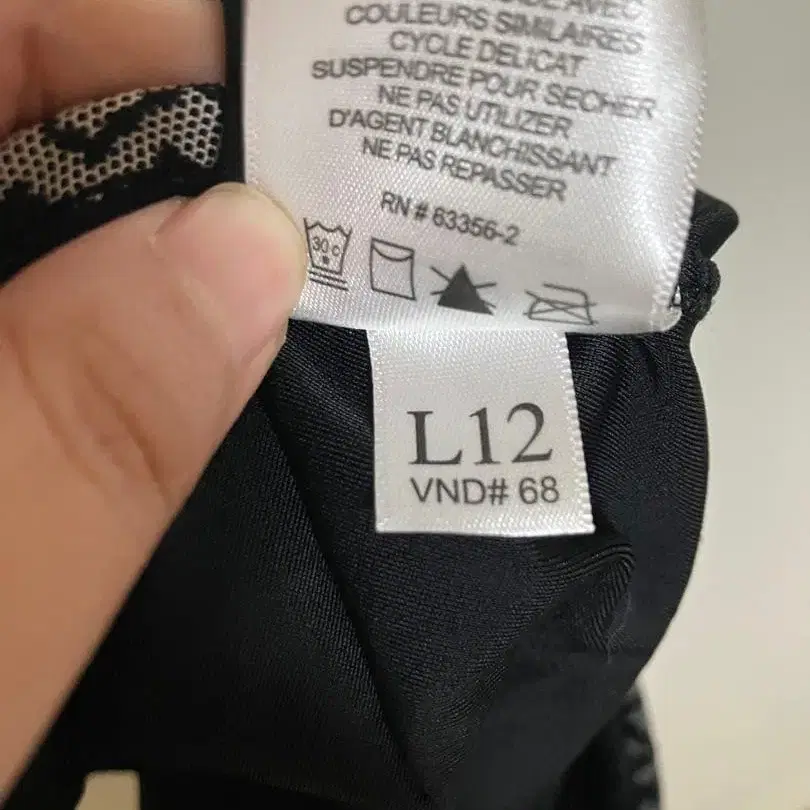 AVEC
COULEURS SIMILAIRES
CYCLE DELICAT
SUSPENDRE POUR SECHER
NE PAS UTILIZER
D'AGENT BLANCHISSANT
NE PAS REPASSER
RN # 63356-2
30 C
L12
VND# 68